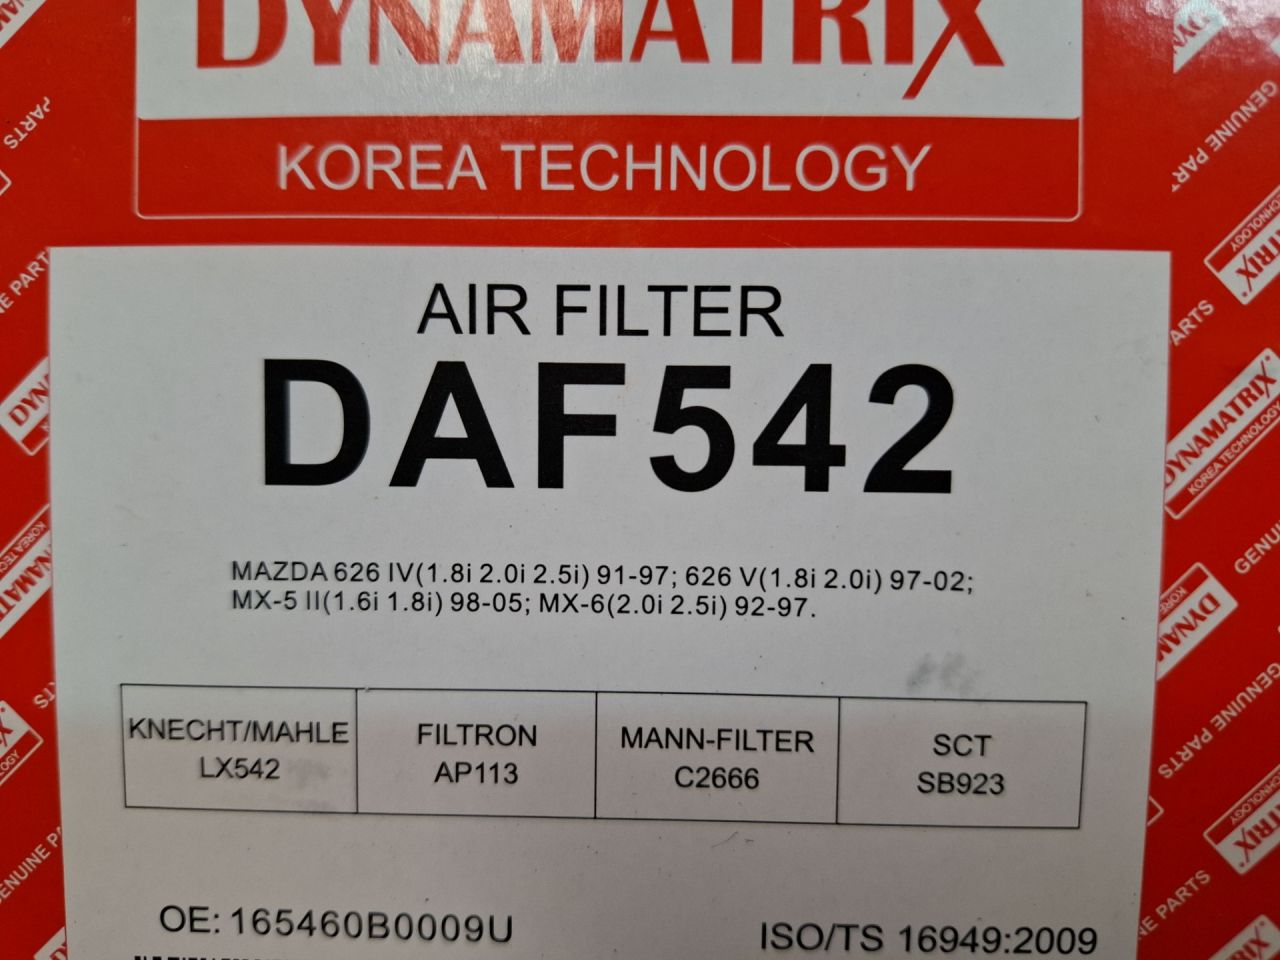 DYNAMATRIX
KOREA TECHNOLOGY
AIR FILTER
DAF542
MAZDA 626 IV(1.8i 2.0i 2.5i) 91-97; 626 V(1.8i 2.0i) 97-02;
MX-5 II(1.6i 1.8i) 98-05; MX-6(2.0i 2.5i) 92-97.
KNECHT/MAHLE
LX542
FILTRON
AP113
MANN-FILTER
C2666
SCT
SB923
OE: 165460B0009U
ISO/TS 16949:2009
GENUINE PARTS
DYNAMATRIX
KOREA TECHNOLOGY
GENUINE PARTS